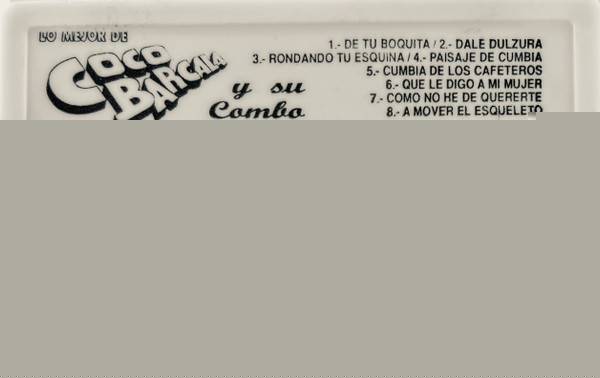 LO MEJOR DE
COCO
BARCALA
y su
Combo
1.- DE TU BOQUITA / 2.- DALE DULZURA
3.- RONDANDO TU ESQUINA / 4.- PAISAJE DE CUMBIA
5.- CUMBIA DE LOS CAFETEROS
6.- QUE LE DIGO A MI MUJER
7.- COMO NO HE DE QUERERTE
8.- A MOVER EL ESQUELETO